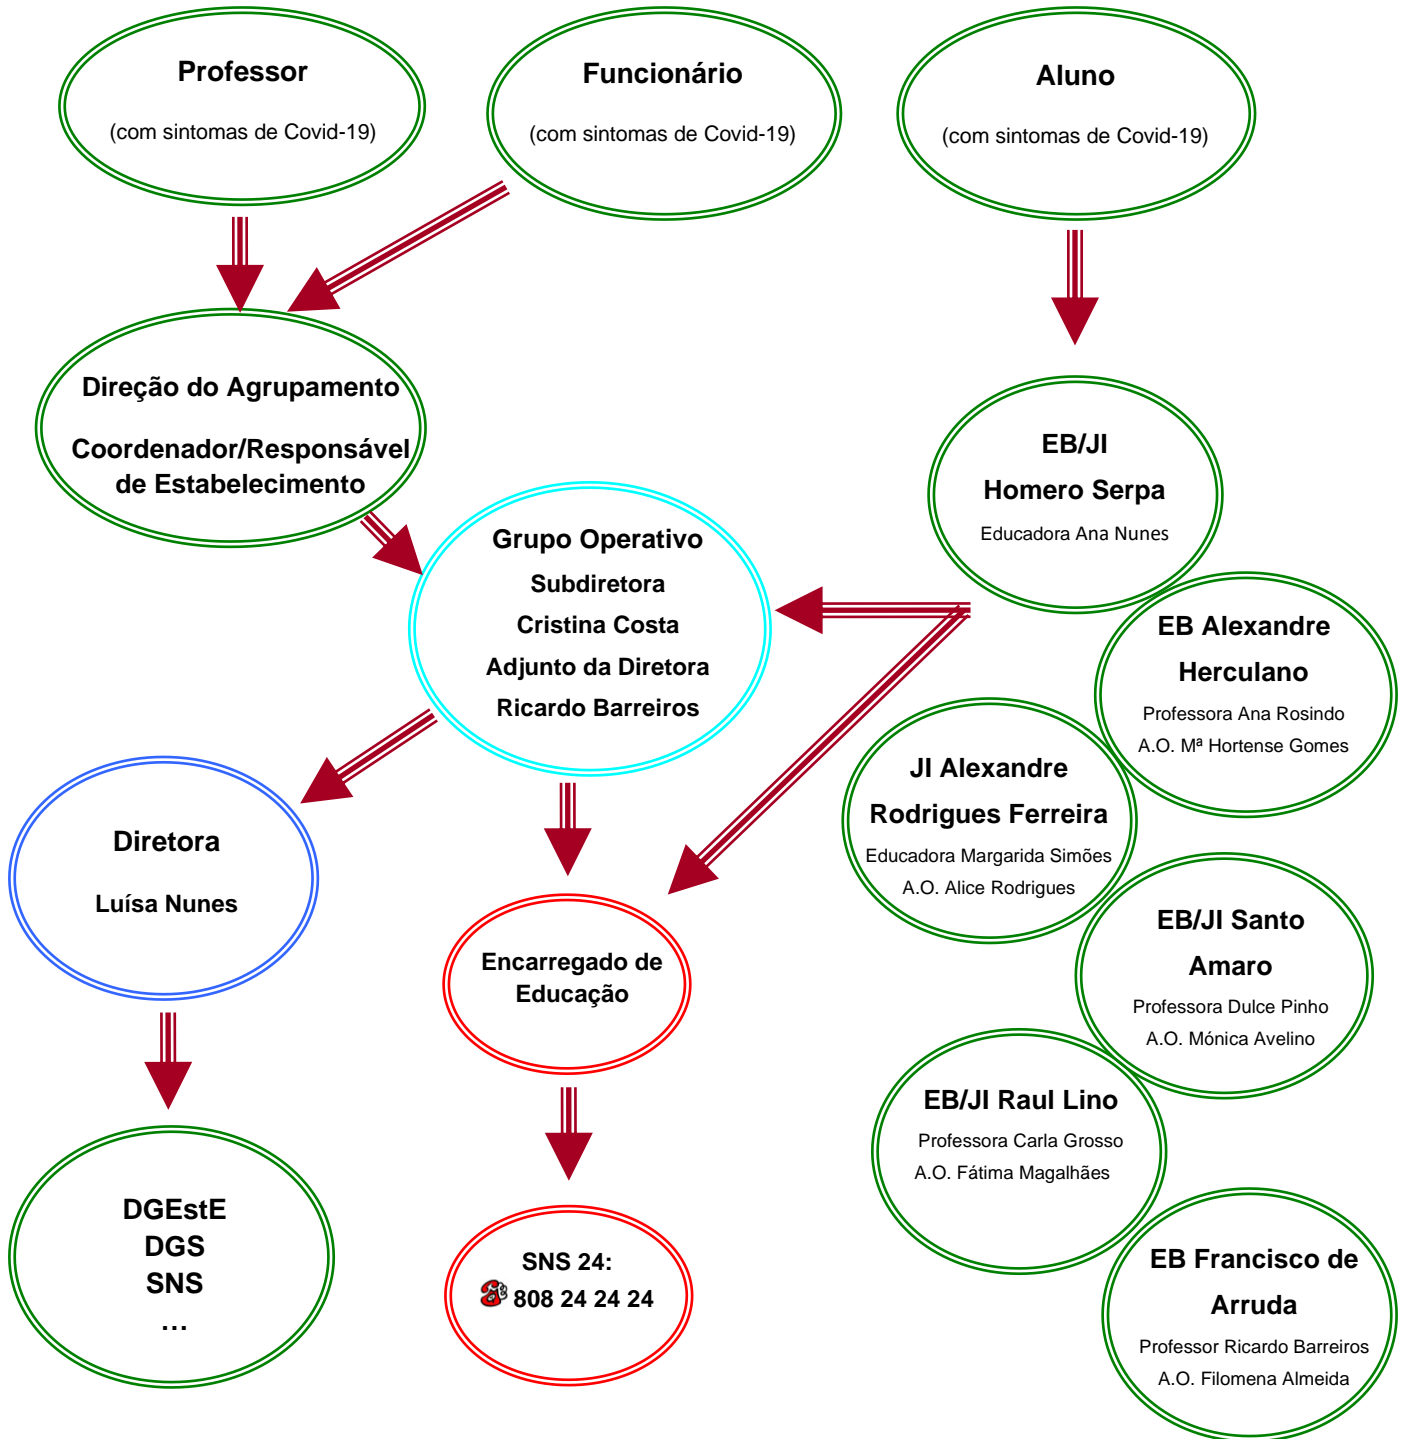 Professor
(com sintomas de Covid-19)
Funcionário
(com sintomas de Covid-19)
Aluno
(com sintomas de Covid-19)
Direção do Agrupamento
Coordenador/Responsável
de Estabelecimento
Grupo Operativo
Subdiretora
Cristina Costa
Adjunto da Diretora
Ricardo Barreiros
Diretora
Luísa Nunes
DGEstE
DGS
SNS
…
Encarregado de
Educação
SNS 24:
808 24 24 24
EB/JI
Homero Serpa
Educadora Ana Nunes
EB Alexandre
Herculano
Professora Ana Rosindo
A.O. Mª Hortense Gomes
JI Alexandre
Rodrigues Ferreira
Educadora Margarida Simões
A.O. Alice Rodrigues
EB/JI Santo
Amaro
Professora Dulce Pinho
A.O. Mónica Avelino
EB/JI Raul Lino
Professora Carla Grosso
A.O. Fátima Magalhães
EB Francisco de
Arruda
Professor Ricardo Barreiros
A.O. Filomena Almeida